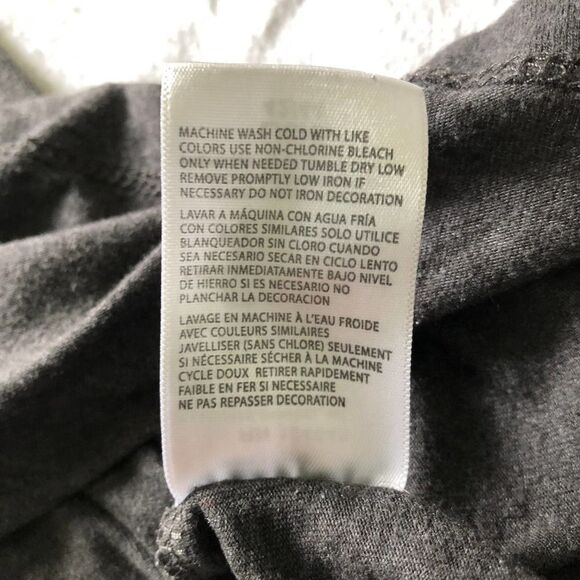 MACHINE WASH COLD WITH LIKE
COLORS USE NON-CHLORINE BLEACH
ONLY WHEN NEEDED TUMBLE DRY LOW
REMOVE PROMPTLY LOW IRON IF
NECESSARY DO NOT IRON DECORATION
LAVAR A MÁQUINA CON AGUA FRÍA
CON COLORES SIMILARES SOLO UTILICE
BLANQUEADOR SIN CLORO CUANDO
SEA NECESARIO SECAR EN CICLO LENTO
RETIRAR INMEDIATAMENTE BAJO NIVEL
DE HIERRO SI ES NECESARIO NO
PLANCHAR LA DECORACION
LAVAGE EN MACHINE À L'EAU FROIDE
AVEC COULEURS SIMILAIRES
JAVELLISER (SANS CHLORE) SEULEMENT
SI NÉCESSAIRE SÉCHER À LA MACHINE
CYCLE DOUX RETIRER RAPIDEMENT
FAIBLE EN FER SI NECESSAIRE
NE PAS REPASSER DECORATION